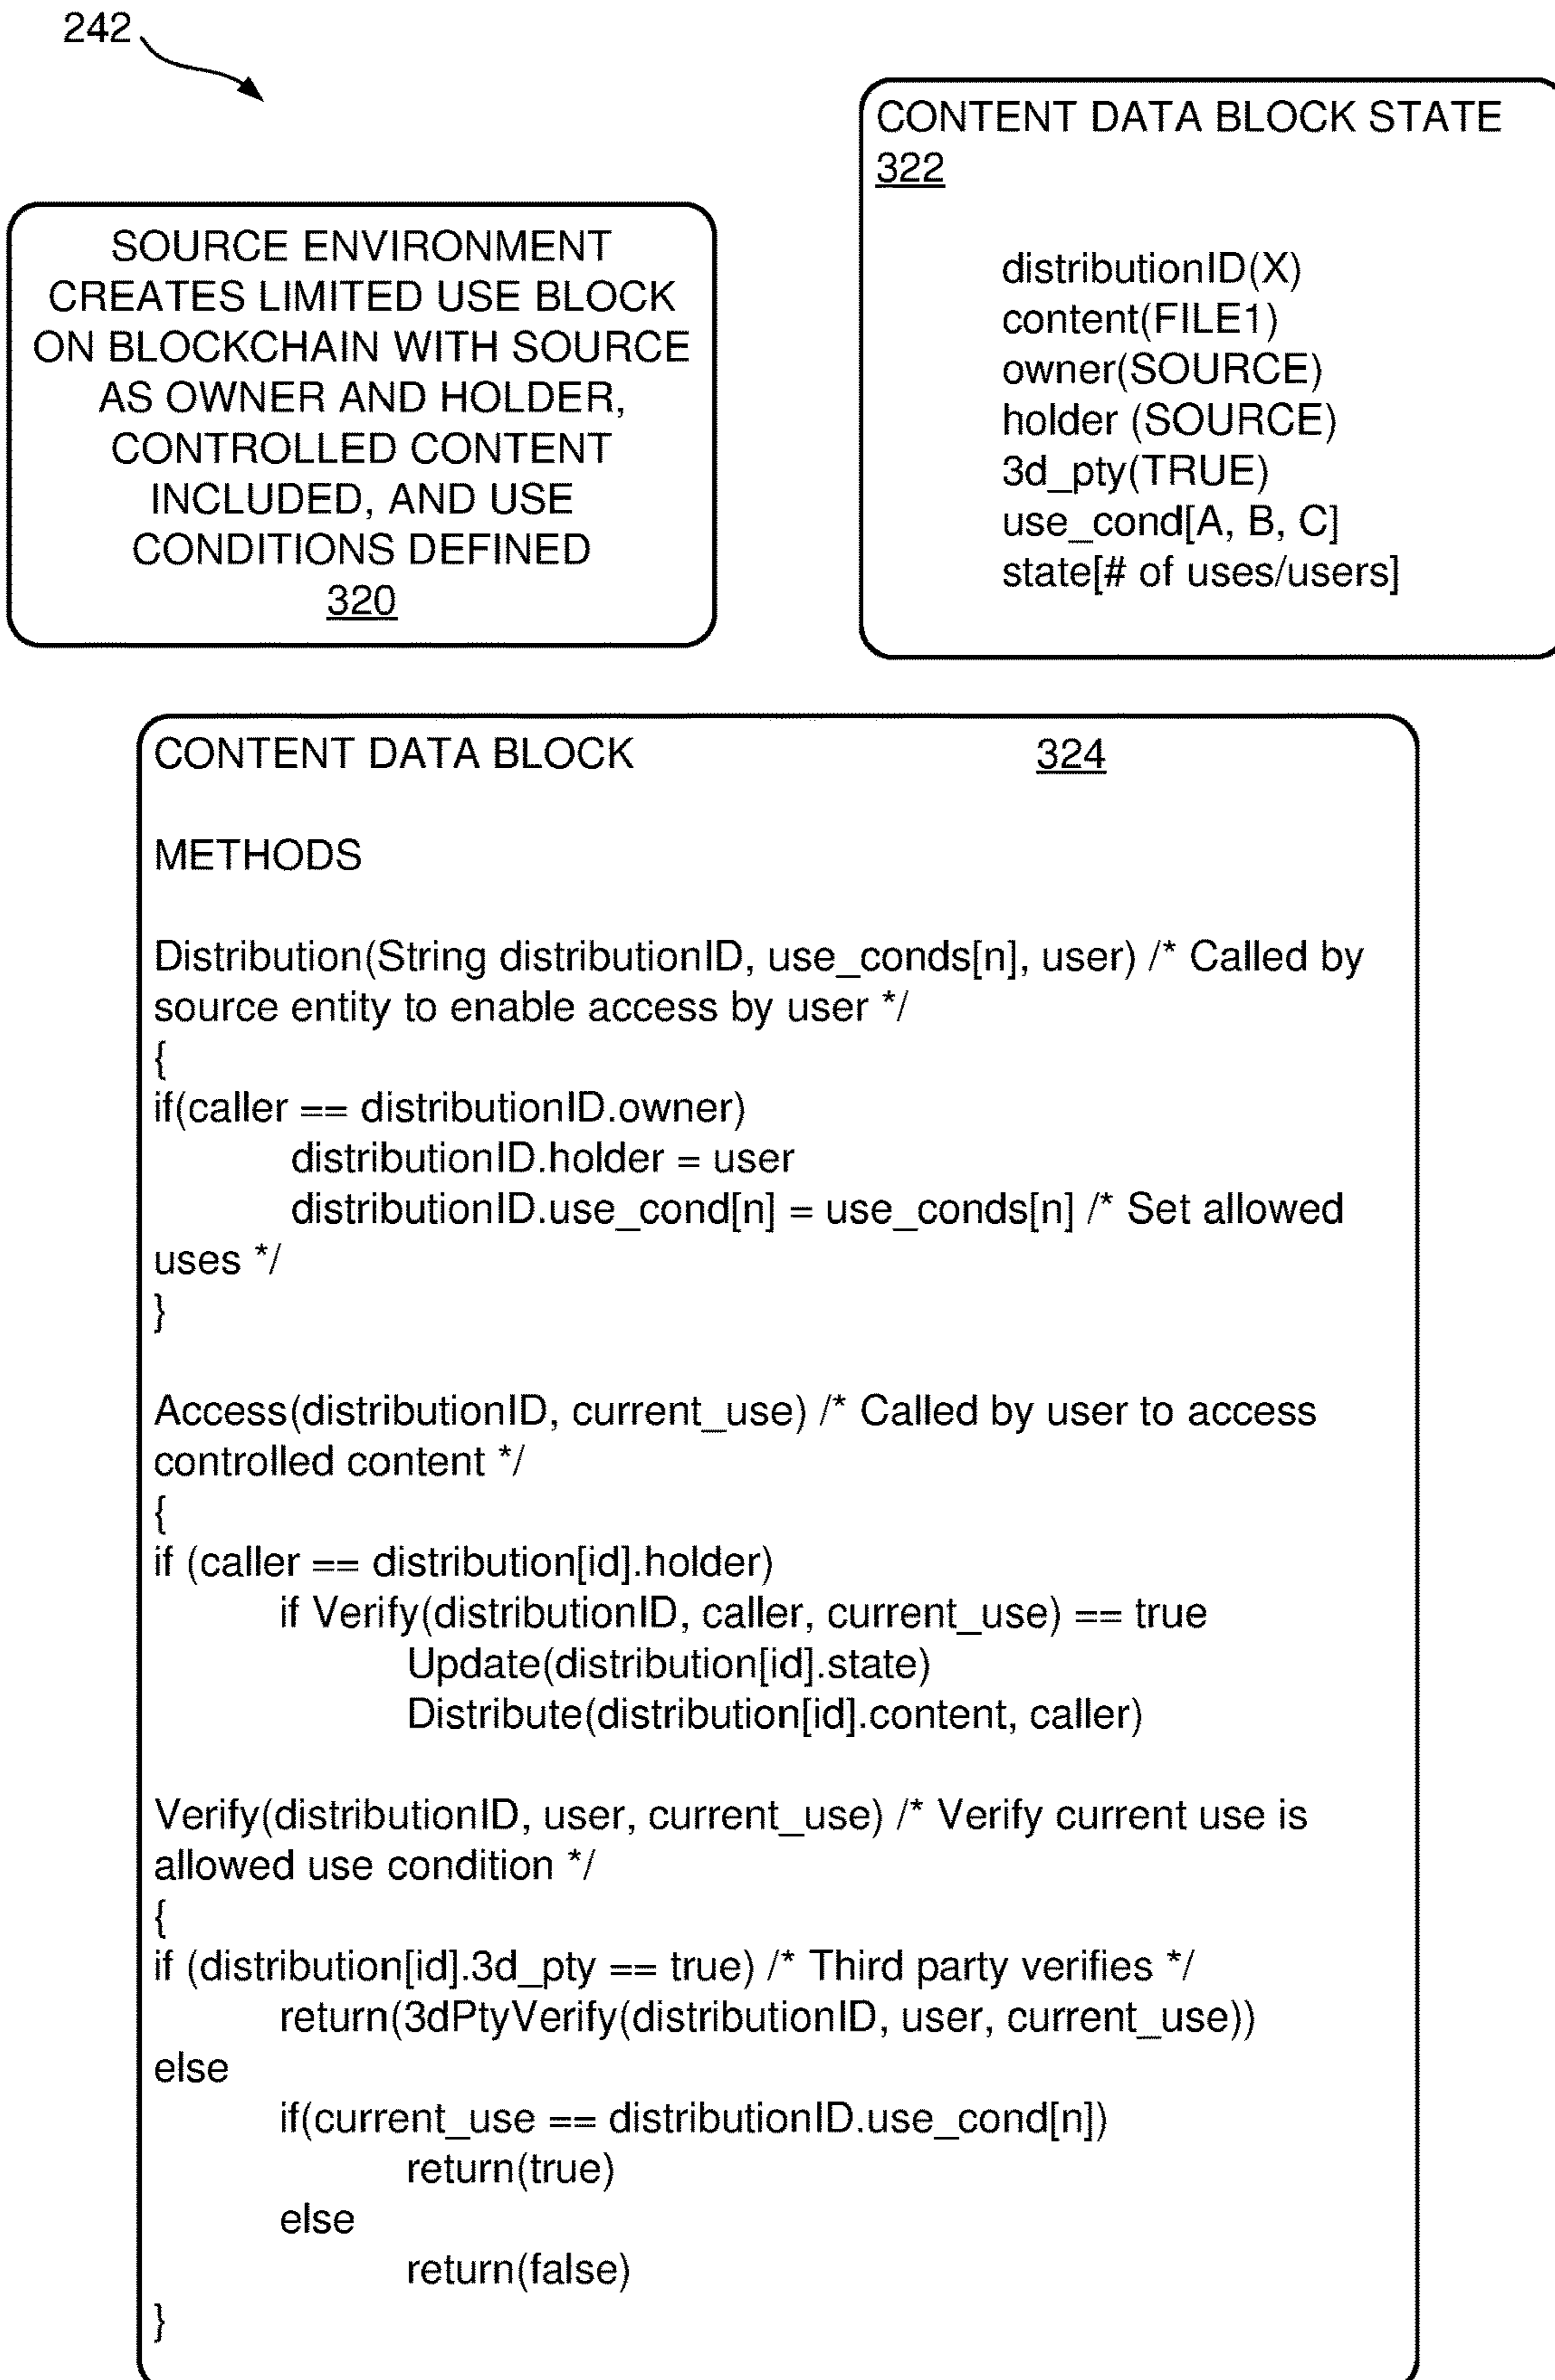 242
SOURCE ENVIRONMENT
CREATES LIMITED USE BLOCK
ON BLOCKCHAIN WITH SOURCE
AS OWNER AND HOLDER,
CONTROLLED CONTENT
INCLUDED, AND USE
CONDITIONS DEFINED
320
CONTENT DATA BLOCK STATE
322
distributionID(X)
content(FILE1)
owner(SOURCE)
holder (SOURCE)
3d_pty(TRUE)
use_cond[A, B, C]
state[# of uses/users]
CONTENT DATA BLOCK 324
METHODS
Distribution(String distributionID, use_conds[n], user) /* Called by
source entity to enable access by user */
{
if(caller == distributionID.owner)
distributionID.holder = user
distributionID.use_cond[n] = use_conds[n] /* Set allowed
uses */
}
Access(distributionID, current_use) /* Called by user to access
controlled content */
{
if (caller == distribution[id].holder)
if Verify(distributionID, caller, current_use) == true
Update(distribution[id].state)
Distribute(distribution[id].content, caller)
Verify(distributionID, user, current_use) /* Verify current use is
allowed use condition */
{
if (distribution[id].3d_pty == true) /* Third party verifies */
return(3dPtyVerify(distributionID, user, current_use))
else
if(current_use == distributionID.use_cond[n])
return(true)
else
return(false)
}